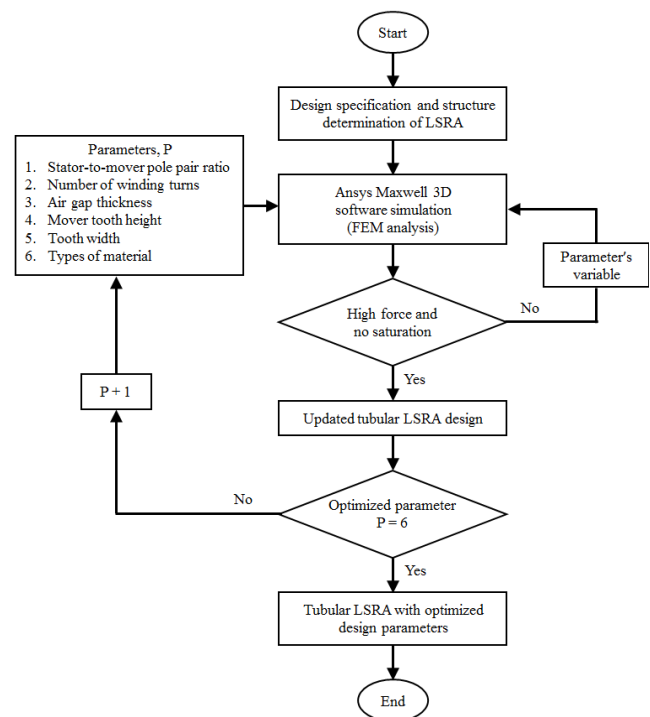 Start
Design specification and structure
determination of LSRA
Parameters, P
1. Stator-to-mover pole pair ratio
2. Number of winding turns
3. Air gap thickness
4. Mover tooth height
5. Tooth width
6. Types of material
Ansys Maxwell 3D
software simulation
(FEM analysis)
Parameter's
variable
High force and
no saturation
No
Yes
P + 1
Updated tubular LSRA design
No
Optimized parameter
P = 6
Yes
Tubular LSRA with optimized
design parameters
End